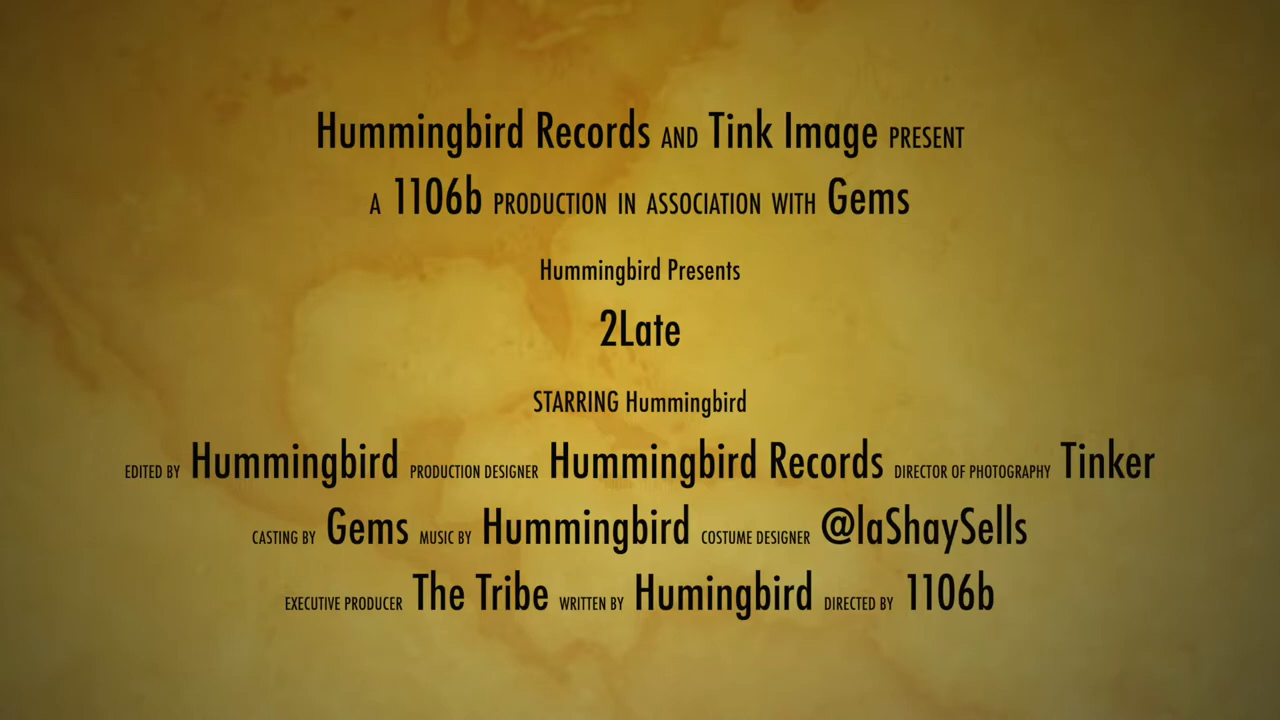 Hummingbird Records AND Tink Image PRESENT
A 1106b PRODUCTION IN ASSOCIATION WITH Gems
Hummingbird Presents
2Late
STARRING Hummingbird
EDITED BY Hummingbird PRODUCTION DESIGNER Hummingbird Records DIRECTOR OF PHOTOGRAPHY Tinker
CASTING BY Gems MUSIC BY Hummingbird COSTUME DESIGNER @laShaySells
EXECUTIVE PRODUCER The Tribe WRITTEN BY Humingbird DIRECTED BY 1106b